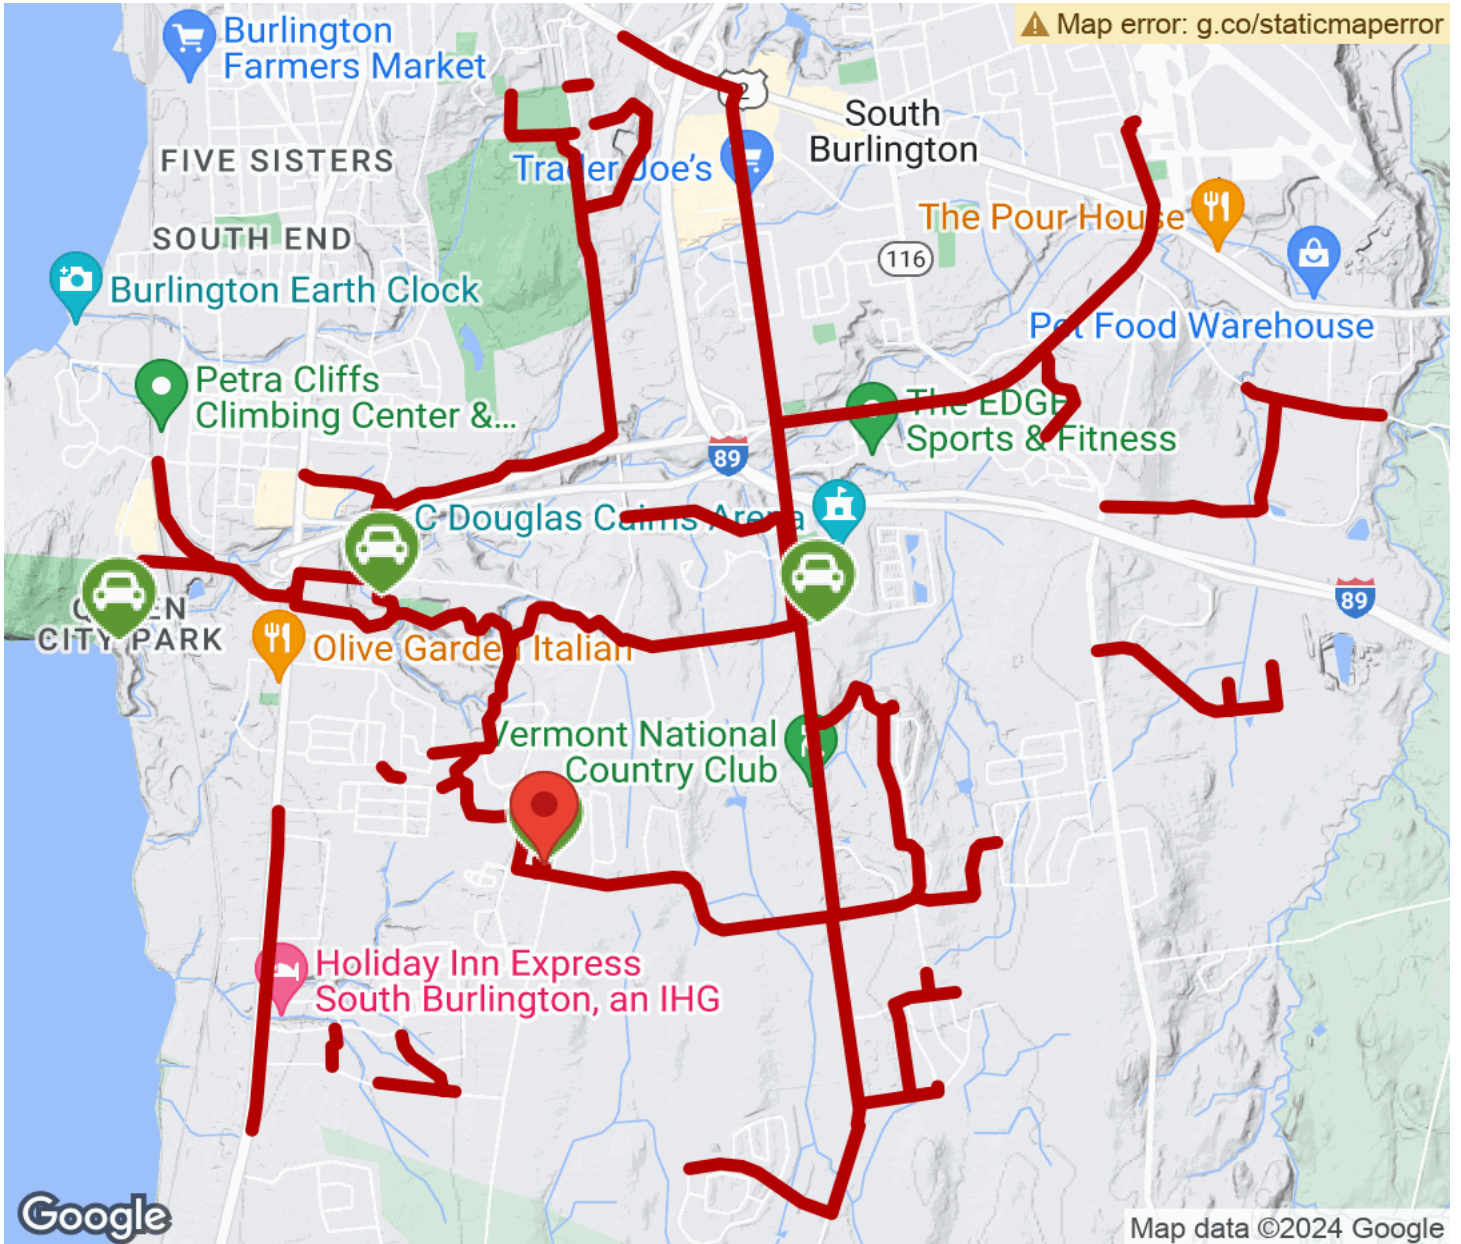 Burlington
Farmers Market
Map error: g.co/staticmaperror
2
South
Burlington
FIVE SISTERS
Trader Joe's
The Pour House
SOUTH END
116
Burlington Earth Clock
Pet Food Warehouse
Petra Cliffs
Climbing Center &...
The EDGE
Sports & Fitness
89
C Douglas Cairns Arena
89
QUEEN
CITY PARK
Olive Garden Italian
Vermont National
Country Club
Holiday Inn Express
South Burlington, an IHG
Google
Map data ©2024 Google